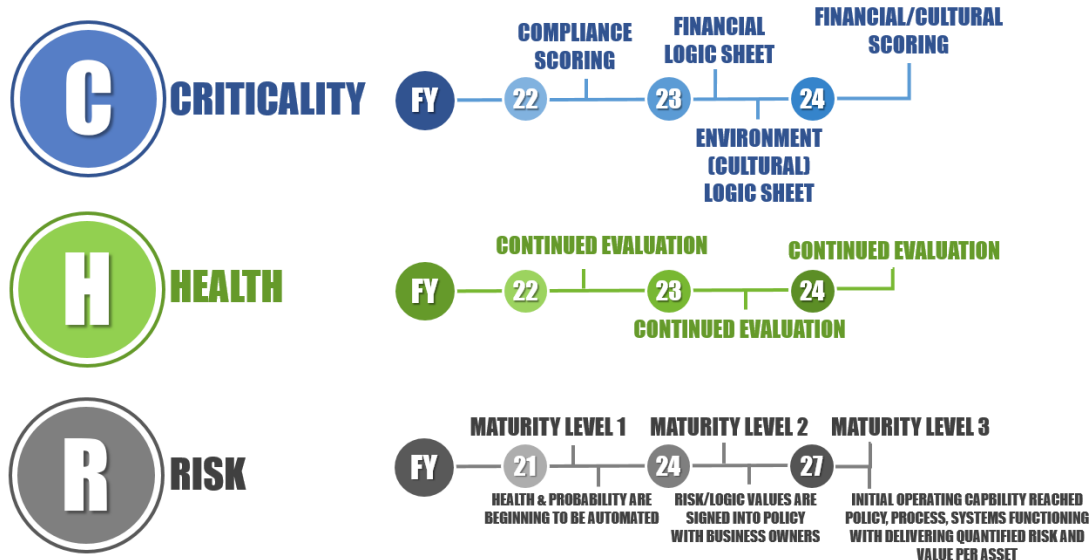 C
CRITICALITY
FY
22
COMPLIANCE
SCORING
23
FINANCIAL
LOGIC SHEET
ENVIRONMENT
(CULTURAL)
LOGIC SHEET
24
FINANCIAL/CULTURAL
SCORING
H
HEALTH
FY
22
CONTINUED EVALUATION
23
CONTINUED EVALUATION
24
CONTINUED EVALUATION
R
RISK
FY
21
MATURITY LEVEL 1
HEALTH & PROBABILITY ARE
BEGINNING TO BE AUTOMATED
24
MATURITY LEVEL 2
RISK/LOGIC VALUES ARE
SIGNED INTO POLICY
WITH BUSINESS OWNERS
27
MATURITY LEVEL 3
INITIAL OPERATING CAPBILITY REACHED
POLICY, PROCESS, SYSTEMS FUNCTIONING
WITH DELIVERING QUANTIFIED RISK AND
VALUE PER ASSET